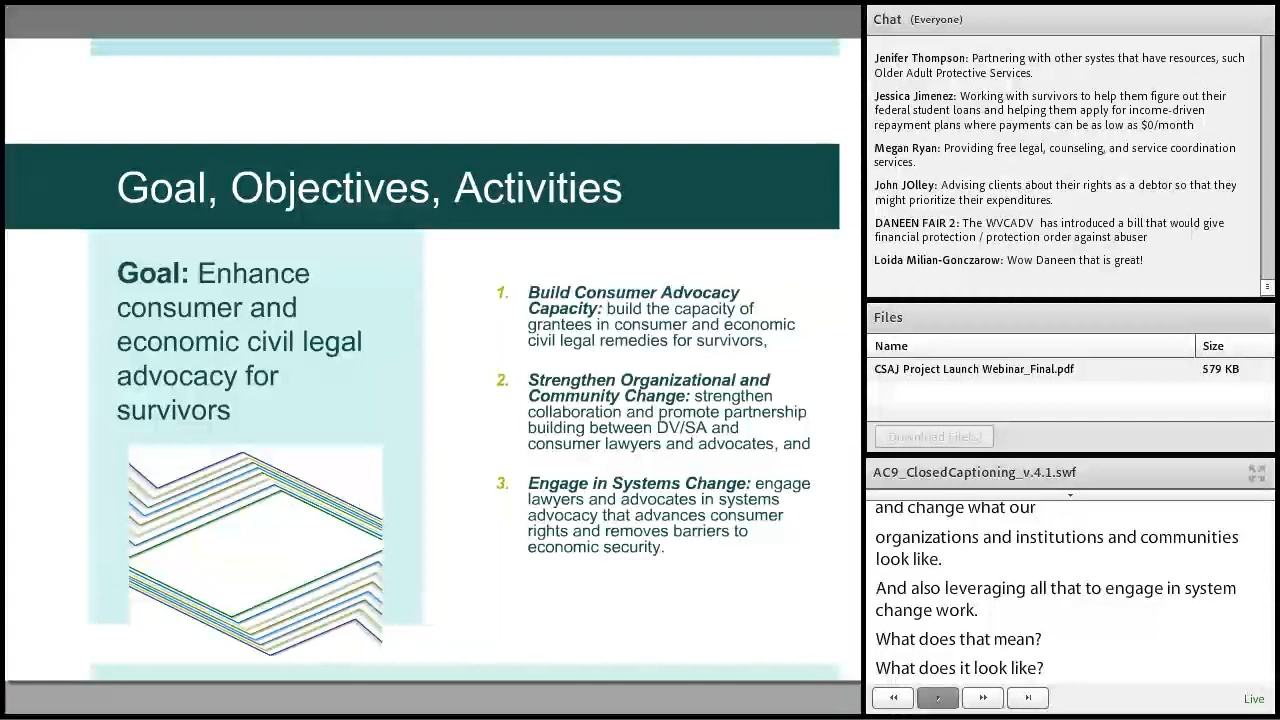 Goal, Objectives, Activities
Goal: Enhance
consumer and
economic civil legal
advocacy for
survivors
1. Build Consumer Advocacy
Capacity: build the capacity of
grantees in consumer and economic
civil legal remedies for survivors,
2. Strengthen Organizational and
Community Change: strengthen
collaboration and promote partnership
building between DV/SA and
consumer lawyers and advocates, and
3. Engage in Systems Change: engage
lawyers and advocates in systems
advocacy that advances consumer
rights and removes barriers to
economic security.
Chat (Everyone)
Jenifer Thompson: Partnering with other systes that have resources, such
Older Adult Protective Services.
Jessica Jimenez: Working with survivors to help them figure out their
federal student loans and helping them apply for income-driven
repayment plans where payments can be as low as $0/month
Megan Ryan: Providing free legal, counseling, and service coordination
services.
John JOlley: Advising clients about their rights as a debtor so that they
might prioritize their expenditures.
DANEEN FAIR 2: The WVCADV has introduced a bill that would give
financial protection / protection order against abuser
Loida Milian-Gonczarow: Wow Daneen that is great!
Files
Name Size
CSAJ Project Launch Webinar_Final.pdf 579 KB
Download File(s)
AC9_ClosedCaptioning_v.4.1.swf
and change what our
organizations and institutions and communities
look like.
And also leveraging all that to engage in system
change work.
What does that mean?
What does it look like?
Live